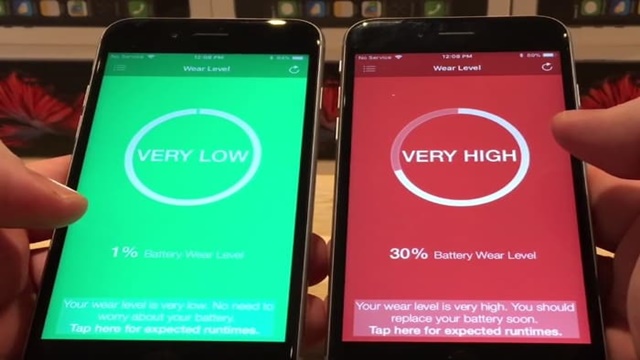 No Service 12:08 PM
Wear Level
VERY LOW
1% Battery Wear Level
Your wear level is very low. No need to
worry about your battery.
Tap here for expected runtimes.
No Service 12:08 PM
Wear Level
VERY HIGH
30% Battery Wear Level
Your wear level is very high. You should
replace your battery soon.
Tap here for expected runtimes.